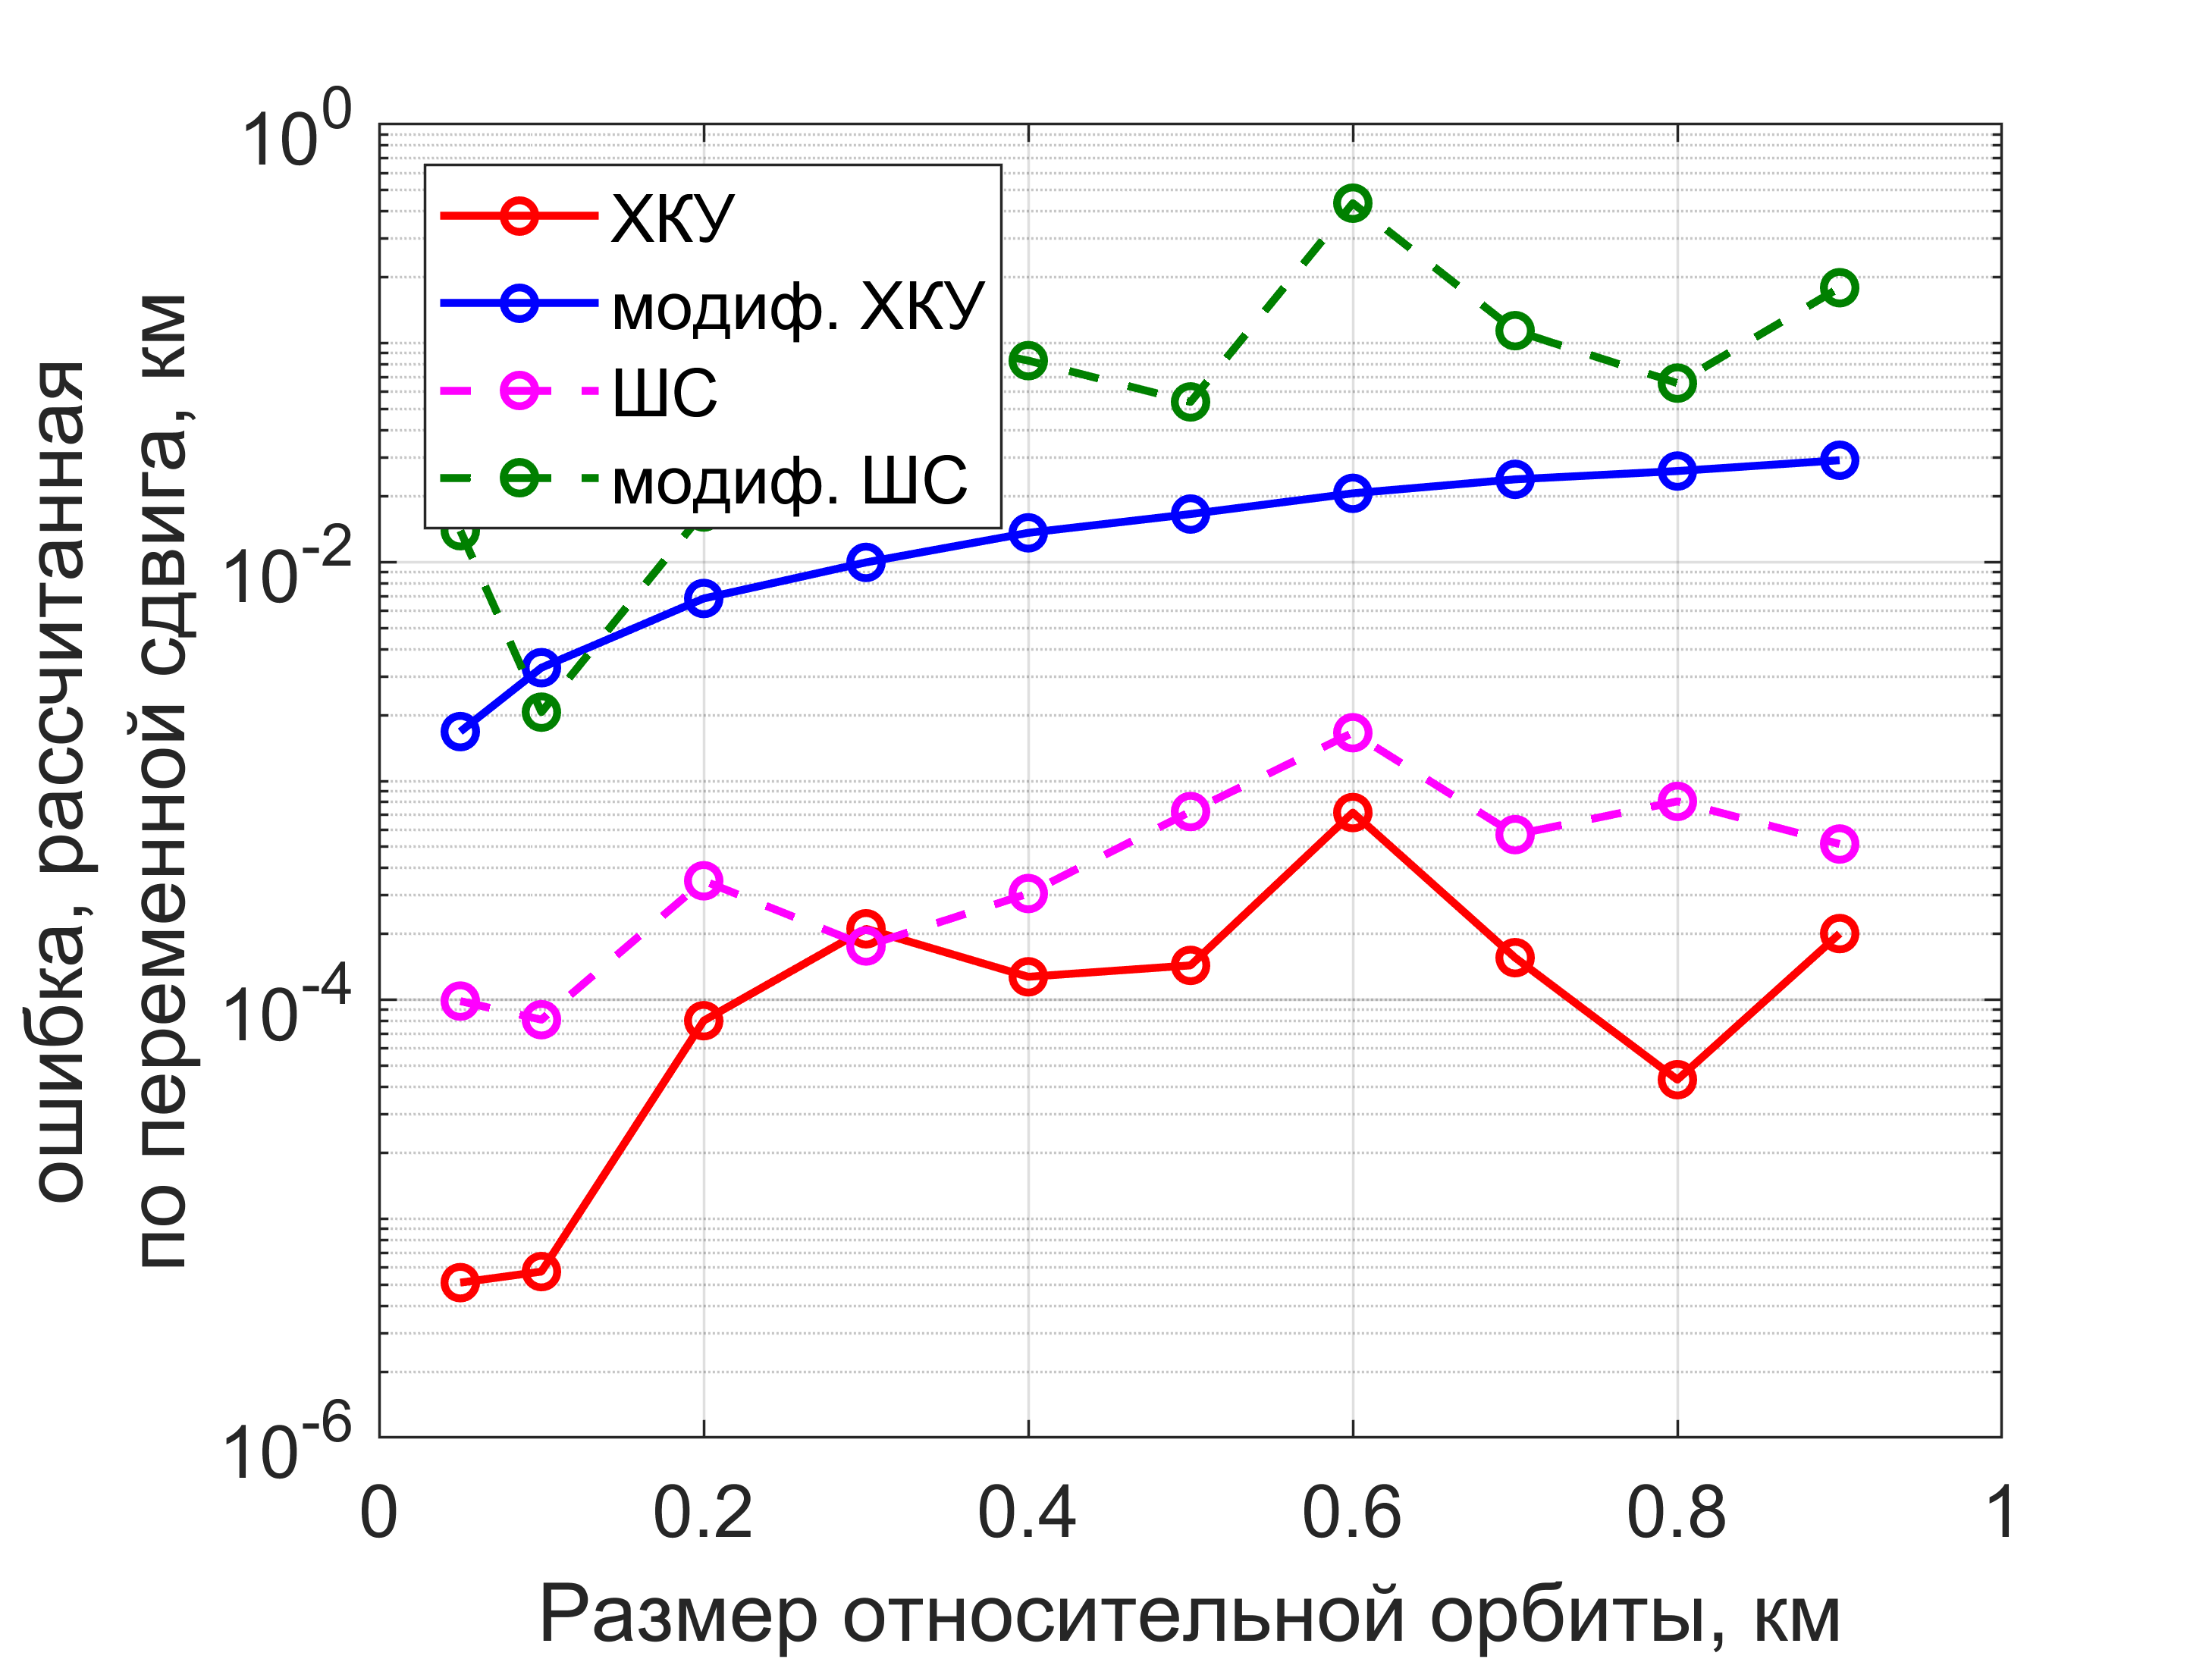 ошибка, рассчитанная
по переменной сдвига, км
10^0
10^-2
10^-4
10^-6
ХКУ
модиф. ХКУ
ШС
модиф. ШС
0 0.2 0.4 0.6 0.8 1
Размер относительной орбиты, км